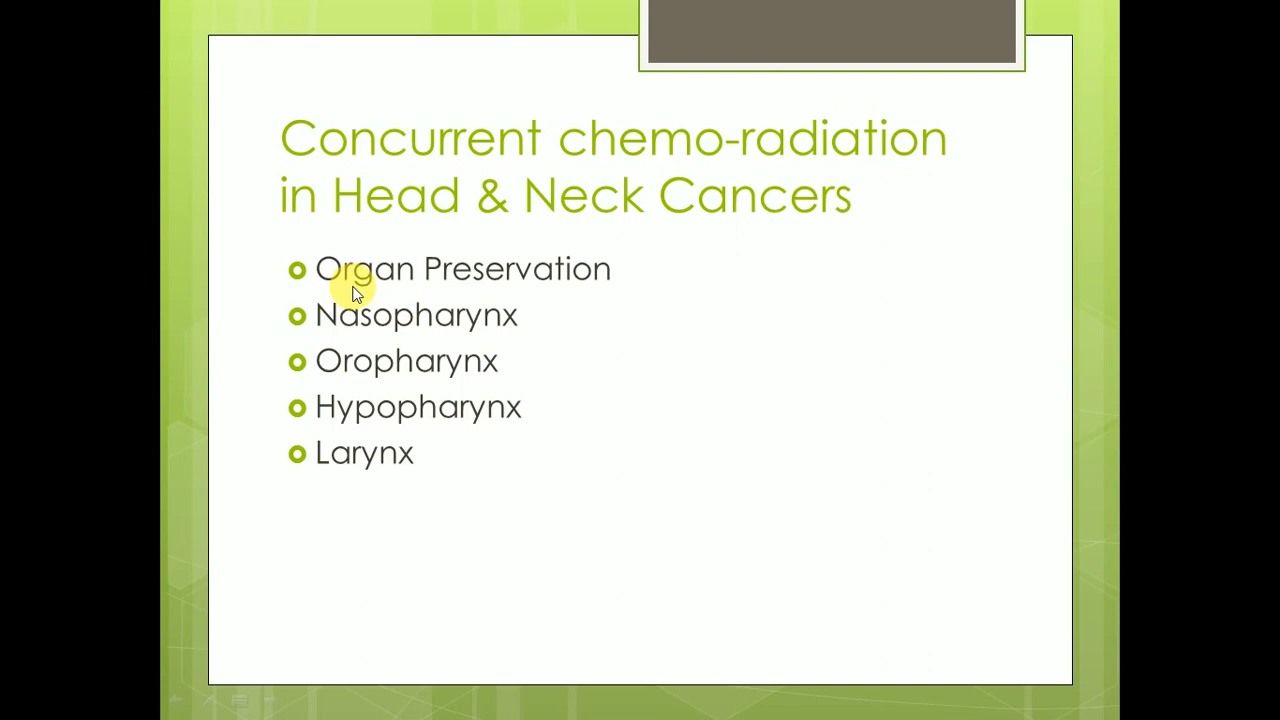 Concurrent chemo-radiation
in Head & Neck Cancers
Organ Preservation
Nasopharynx
Oropharynx
Hypopharynx
Larynx